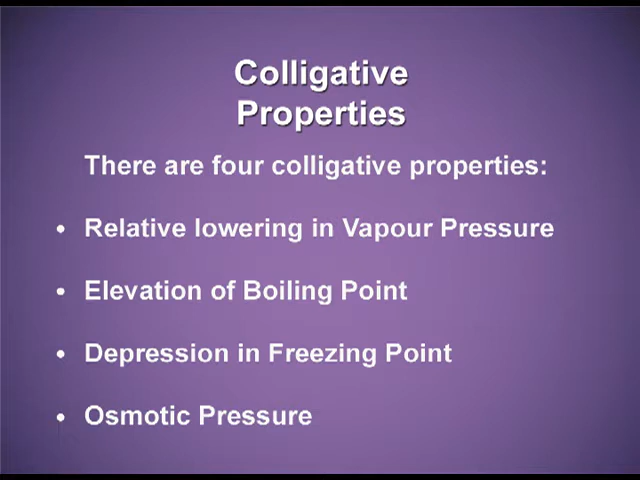 Colligative
Properties
There are four colligative properties:
• Relative lowering in Vapour Pressure
• Elevation of Boiling Point
• Depression in Freezing Point
• Osmotic Pressure